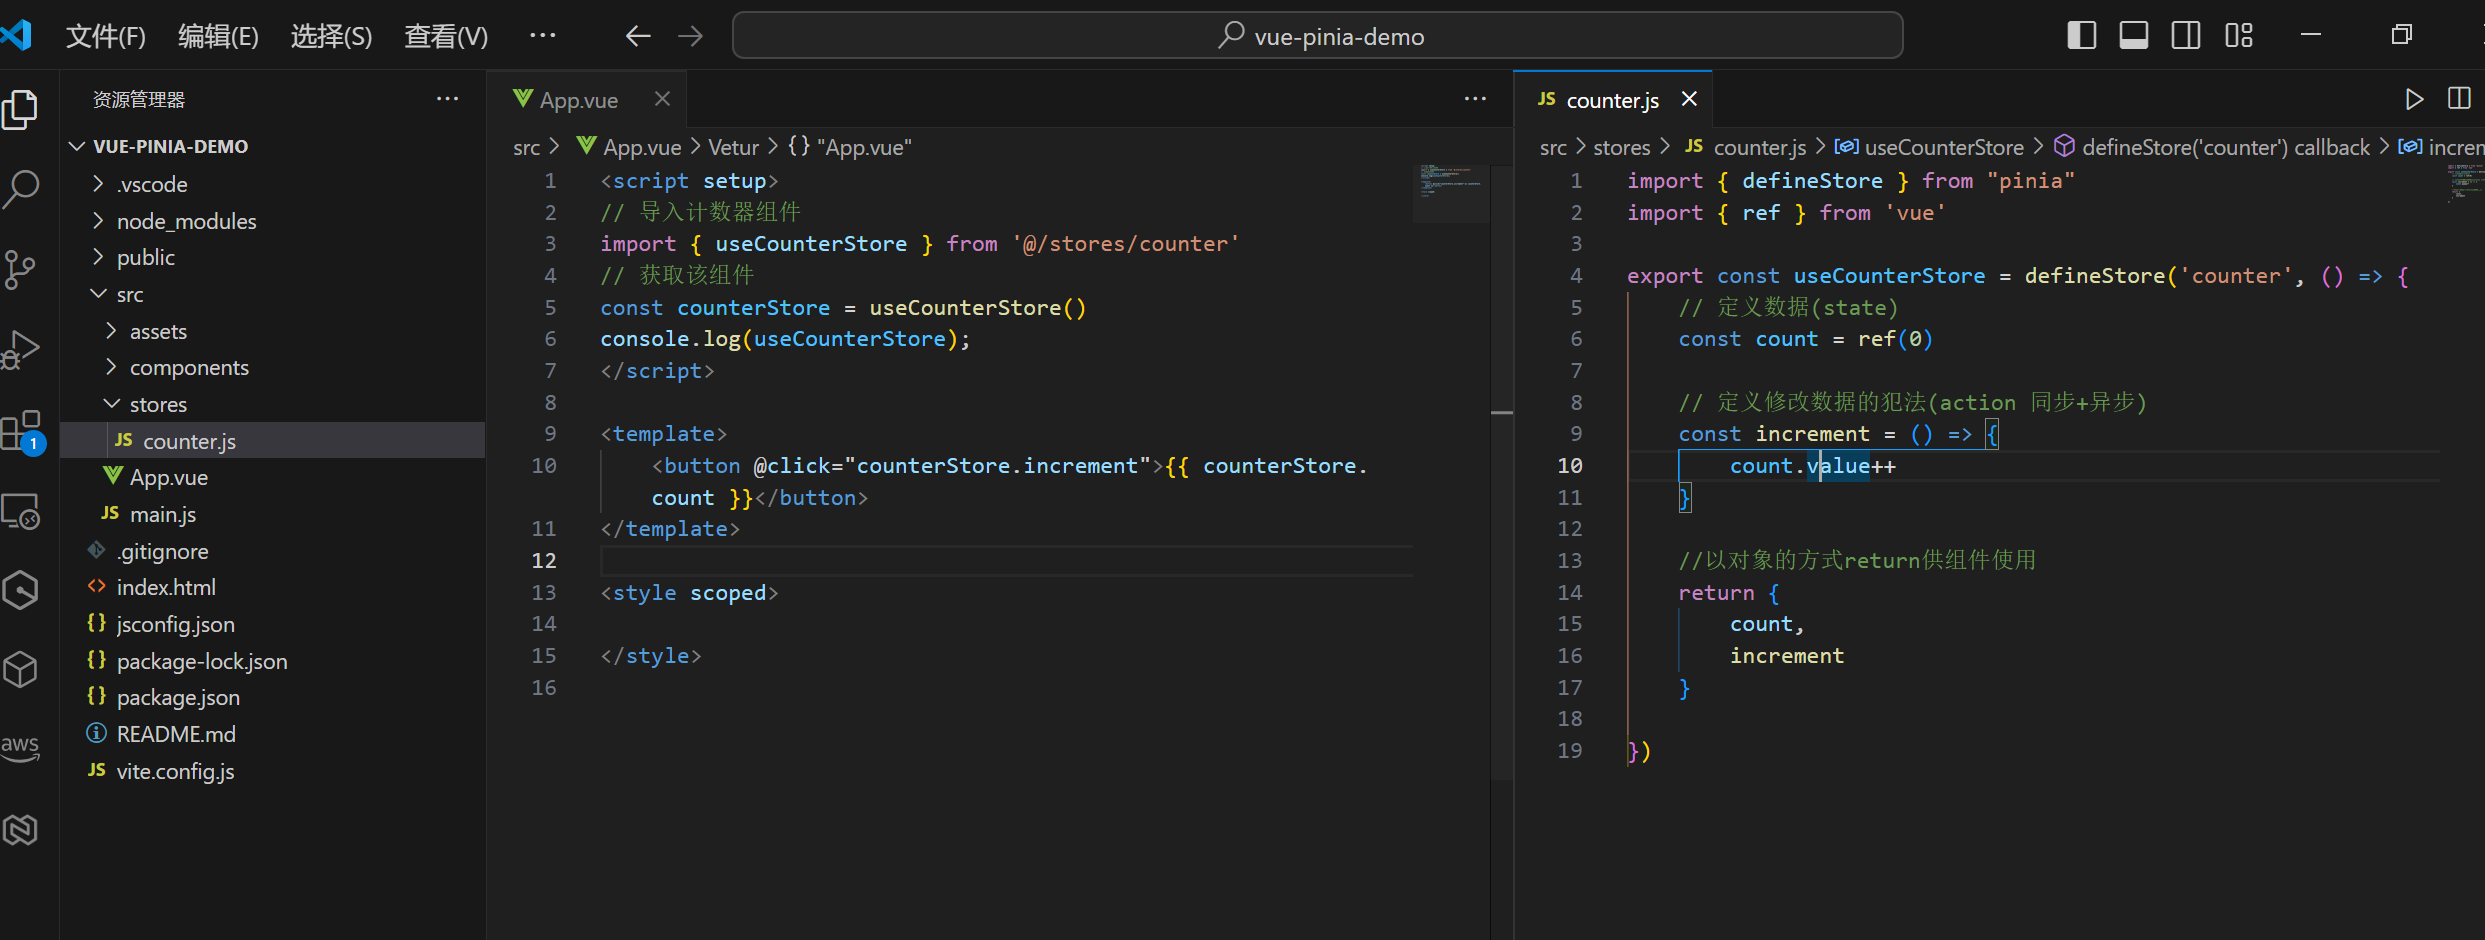 文件(F) 编辑(E) 选择(S) 查看(V) ··· vue-pinia-demo
资源管理器 ···
VUE-PINIA-DEMO
.vscode
node_modules
public
src
assets
components
stores
JS counter.js
App.vue
JS main.js
.gitignore
<> index.html
{} jsconfig.json
{} package-lock.json
{} package.json
README.md
JS vite.config.js
1
aws
App.vue ···
src > App.vue > Vetur > {} "App.vue"
1 <script setup>
2 // 导入计数器组件
3 import { useCounterStore } from '@/stores/counter'
4 // 获取该组件
5 const counterStore = useCounterStore()
6 console.log(useCounterStore);
7 </script>
8
9 <template>
10 <button @click="counterStore.increment">{{ counterStore.
count }}</button>
11 </template>
12
13 <style scoped>
14
15 </style>
16
JS counter.js
src > stores > JS counter.js > useCounterStore > defineStore('counter') callback > increm
1 import { defineStore } from "pinia"
2 import { ref } from 'vue'
3
4 export const useCounterStore = defineStore('counter', () => {
5 // 定义数据(state)
6 const count = ref(0)
7
8 // 定义修改数据的犯法(action 同步+异步)
9 const increment = () => {
10 count.value++
11 }
12
13 //以对象的方式return供组件使用
14 return {
15 count,
16 increment
17 }
18
19 })